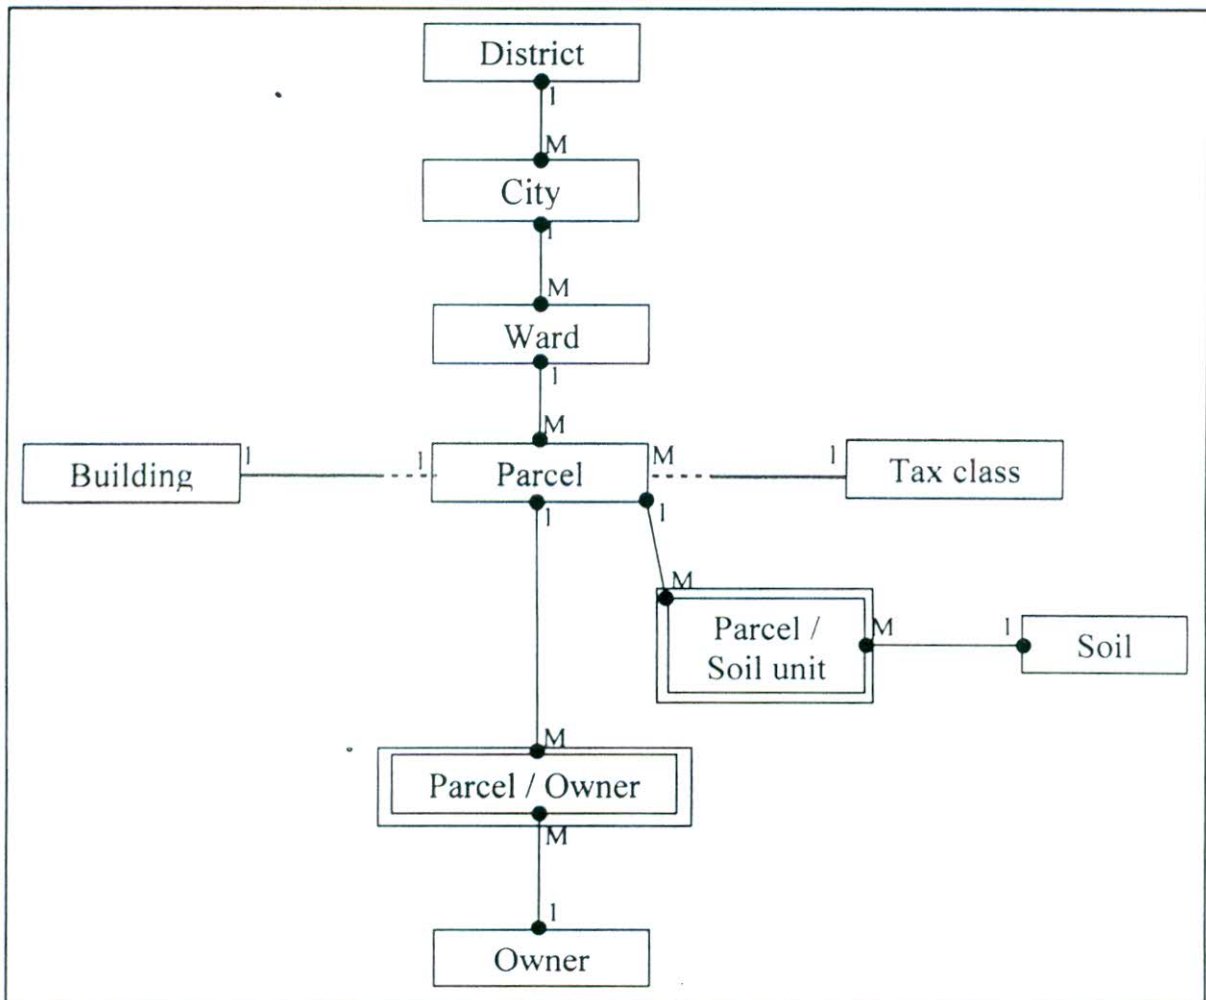 District
1
M
City
1
M
Ward
1
M
Building
1
1
Parcel
M
1
Tax class
1
1
M
Parcel /
Soil unit
M
1
Soil
M
Parcel / Owner
M
1
Owner